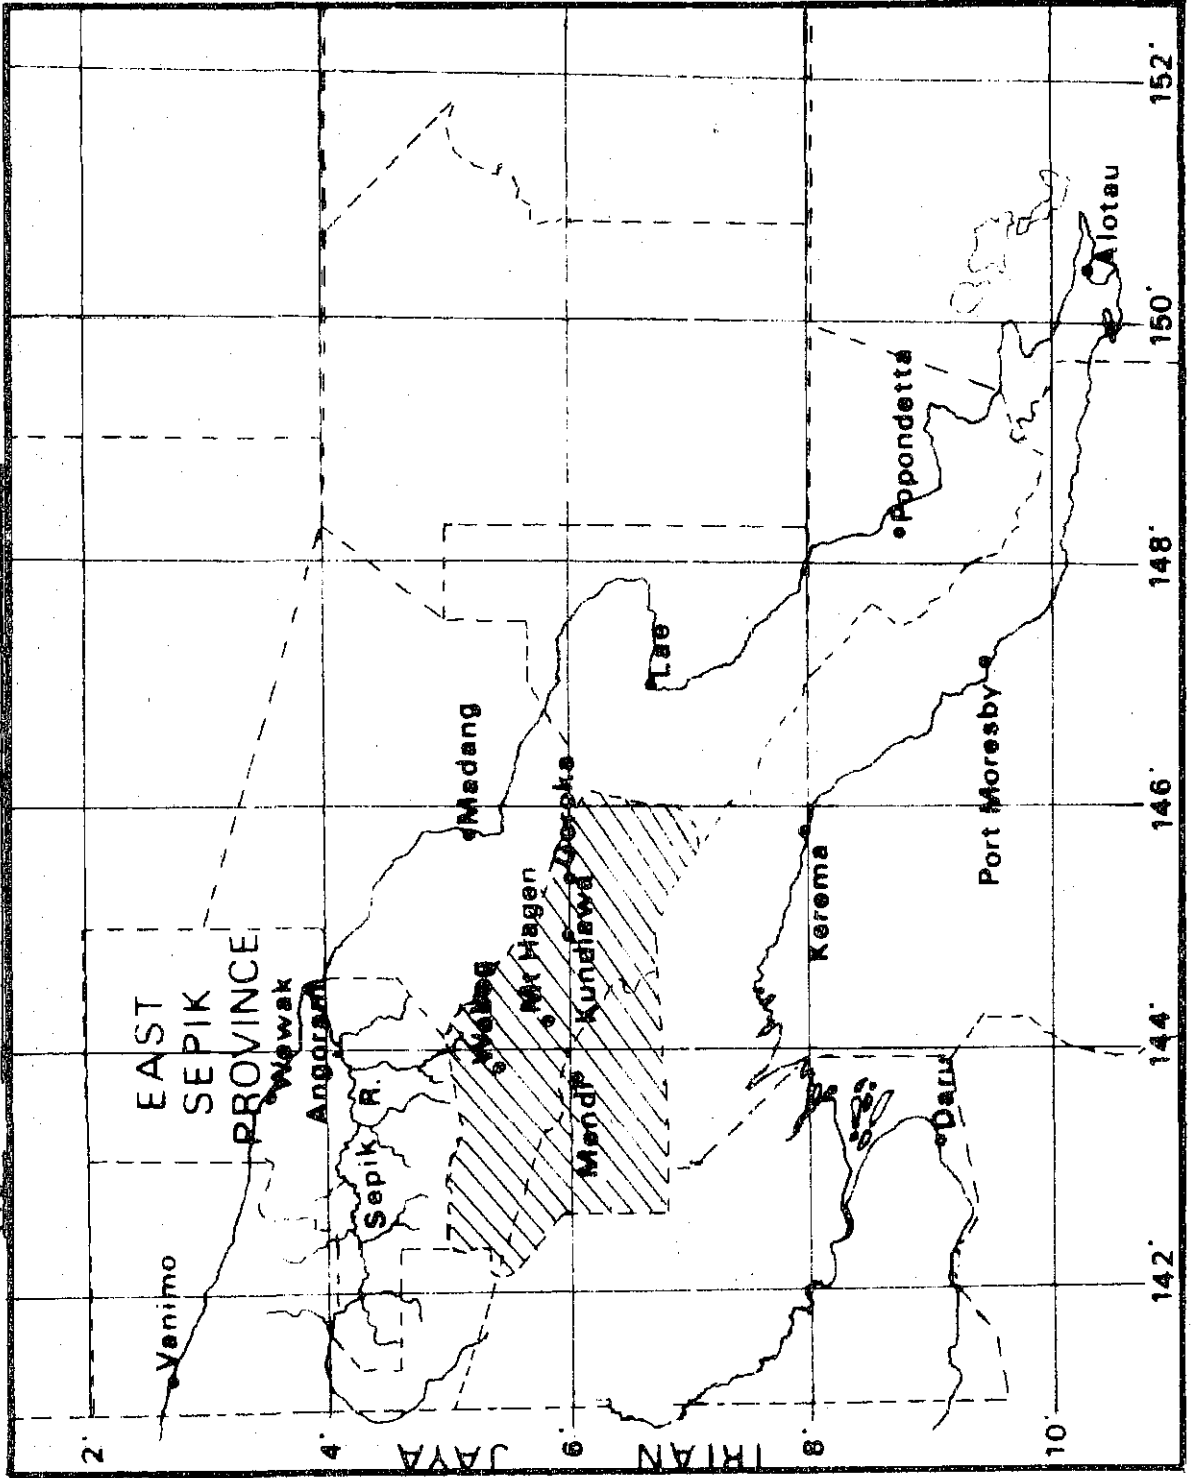 EAST
SEPIK
PROVINCE
Vanimo
Wewak
Angoram
Sepik R.
Madang
Wabag
Mt Hagen
Goroka
Kundiawa
Mendi
Lae
Kerema
Popondetta
Port Moresby
Daru
Alotau
IRIAN JAYA
2°
4°
6°
8°
10°
142°
144°
146°
148°
150°
152°